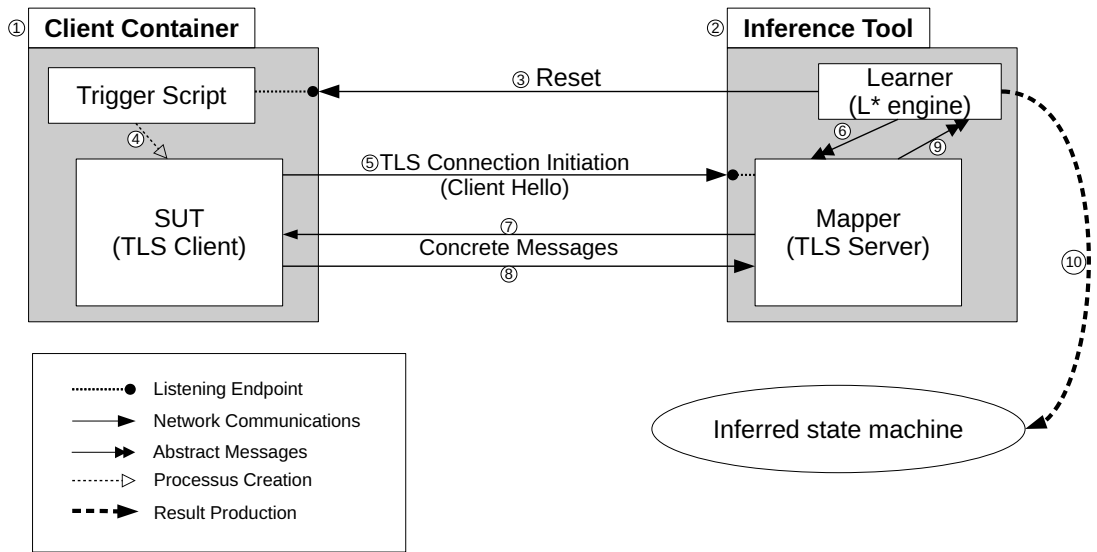 ① Client Container
② Inference Tool
Trigger Script
③ Reset
Learner
(L* engine)
④
⑥
⑨
⑤ TLS Connection Initiation
(Client Hello)
SUT
(TLS Client)
Mapper
(TLS Server)
⑦
Concrete Messages
⑧
⑩
Listening Endpoint
Network Communications
Abstract Messages
Processus Creation
Result Production
Inferred state machine